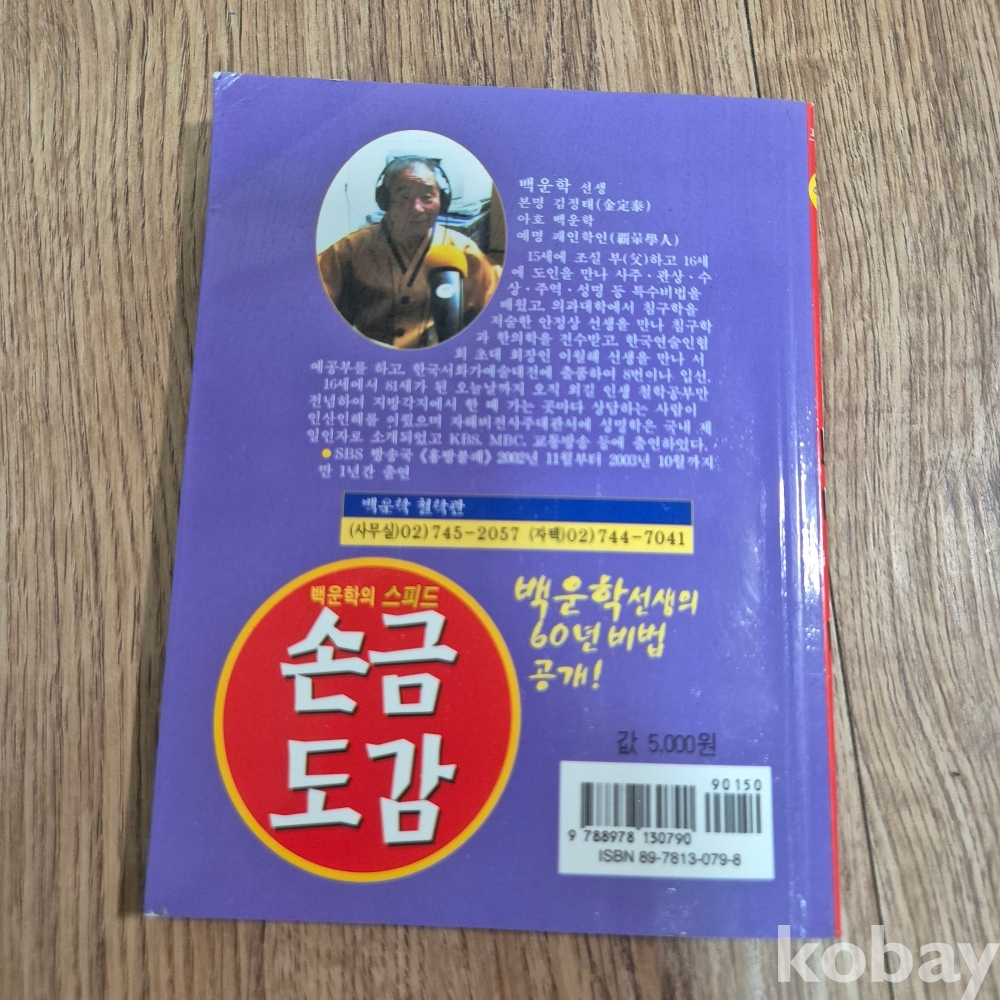 백운학 선생
본명 김정태(金定泰)
아호 백운학
예명 패인학인(覇人學人)
15세에 조실 부(父)하고 16세
에 도인을 만나 사주·관상·수
상·주역·성명 등 특수비법을
배웠고, 의과대학에서 침구학을
저술한 안정상 선생을 만나 침구학
과 한의학을 전수받고, 한국연술인협
회 초대 회장인 이월해 선생을 만나 서
예공부를 하고, 한국서화가예술대전에 출품하여 8번이나 입선,
16세에서 81세가 된 오늘날까지 오직 외길 인생 철학공부만
전념하여 지방각지에서 한 때 가는 곳마다 상담하는 사람이
인산인해를 이뤘으며 자해비전사주대관서에 성명학은 국내 제
일인자로 소개되었고 KBS, MBC, 교통방송 등에 출연하였다.
● SBS 방송국 《흥방불패》 2002년 11월부터 2003년 10월까지
만 1년간 출연
백운학 철학관
(사무실)02)745-2057 (자택)02)744-7041
백운학의 스피드
손금
도감
백운학선생의
60년 비법
공개!
값 5,000원
90150
9 788978 130790
ISBN 89-7813-079-8
kobay